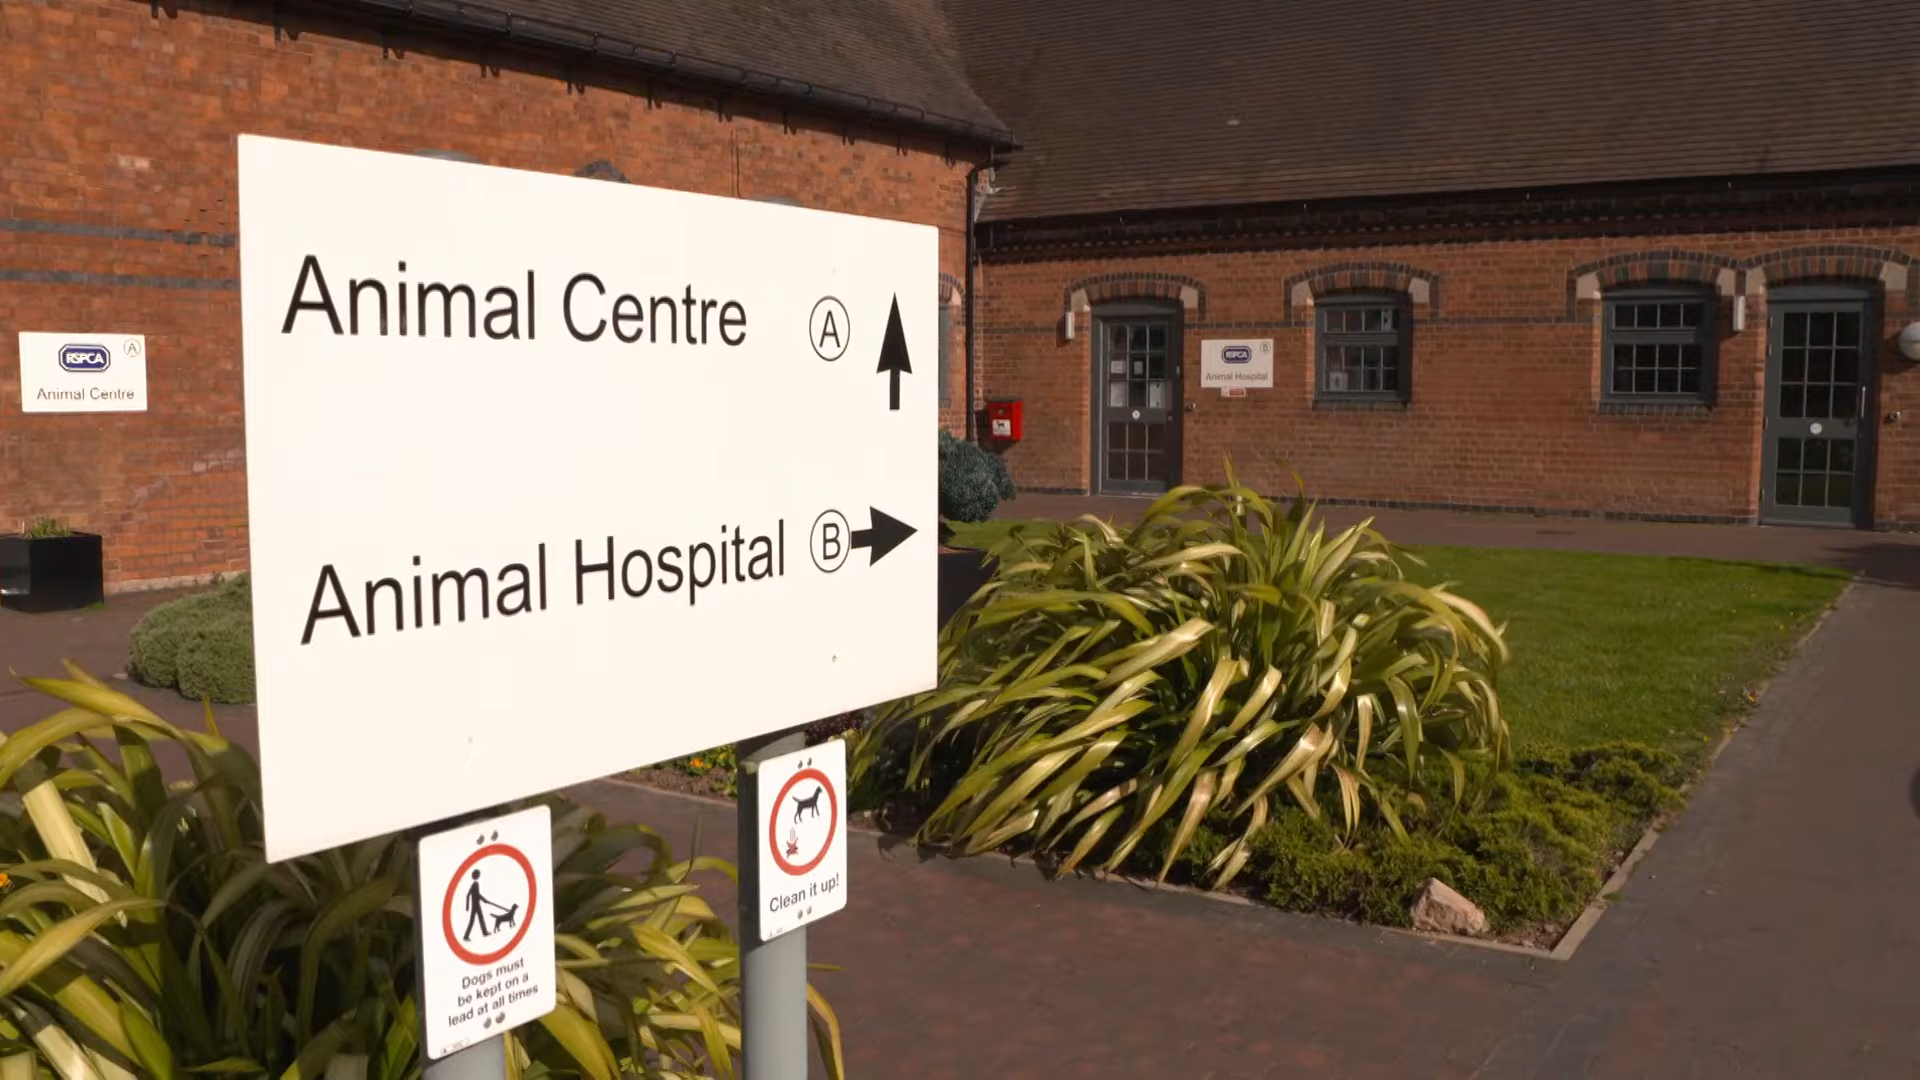 Animal Centre A
Animal Hospital B
RSPCA A
Animal Centre
RSPCA B
Animal Hospital
Dogs must
be kept on a
lead at all times
Clean it up!